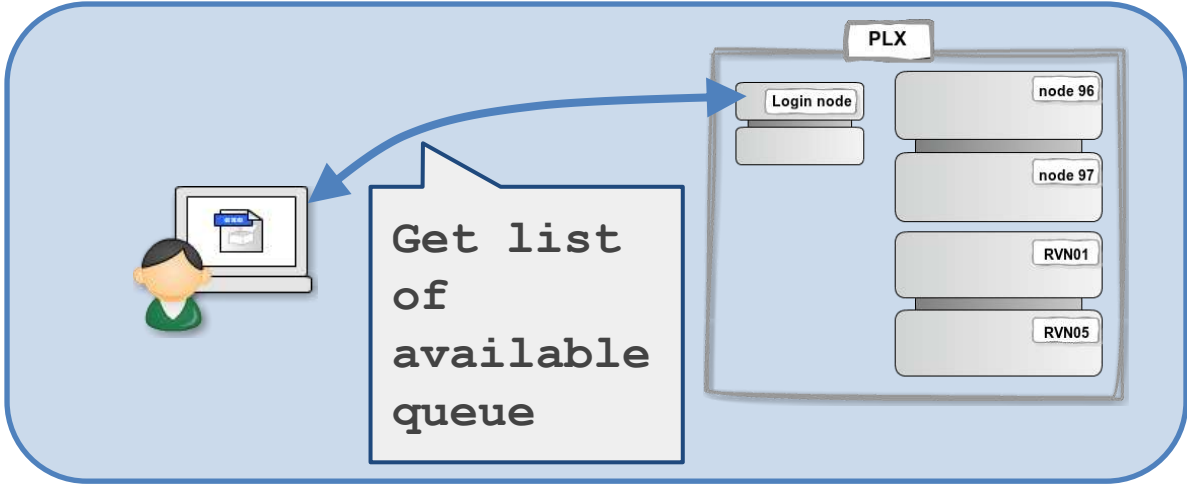 PLX
Login node
node 96
node 97
RVN01
RVN05
Get list
of
available
queue